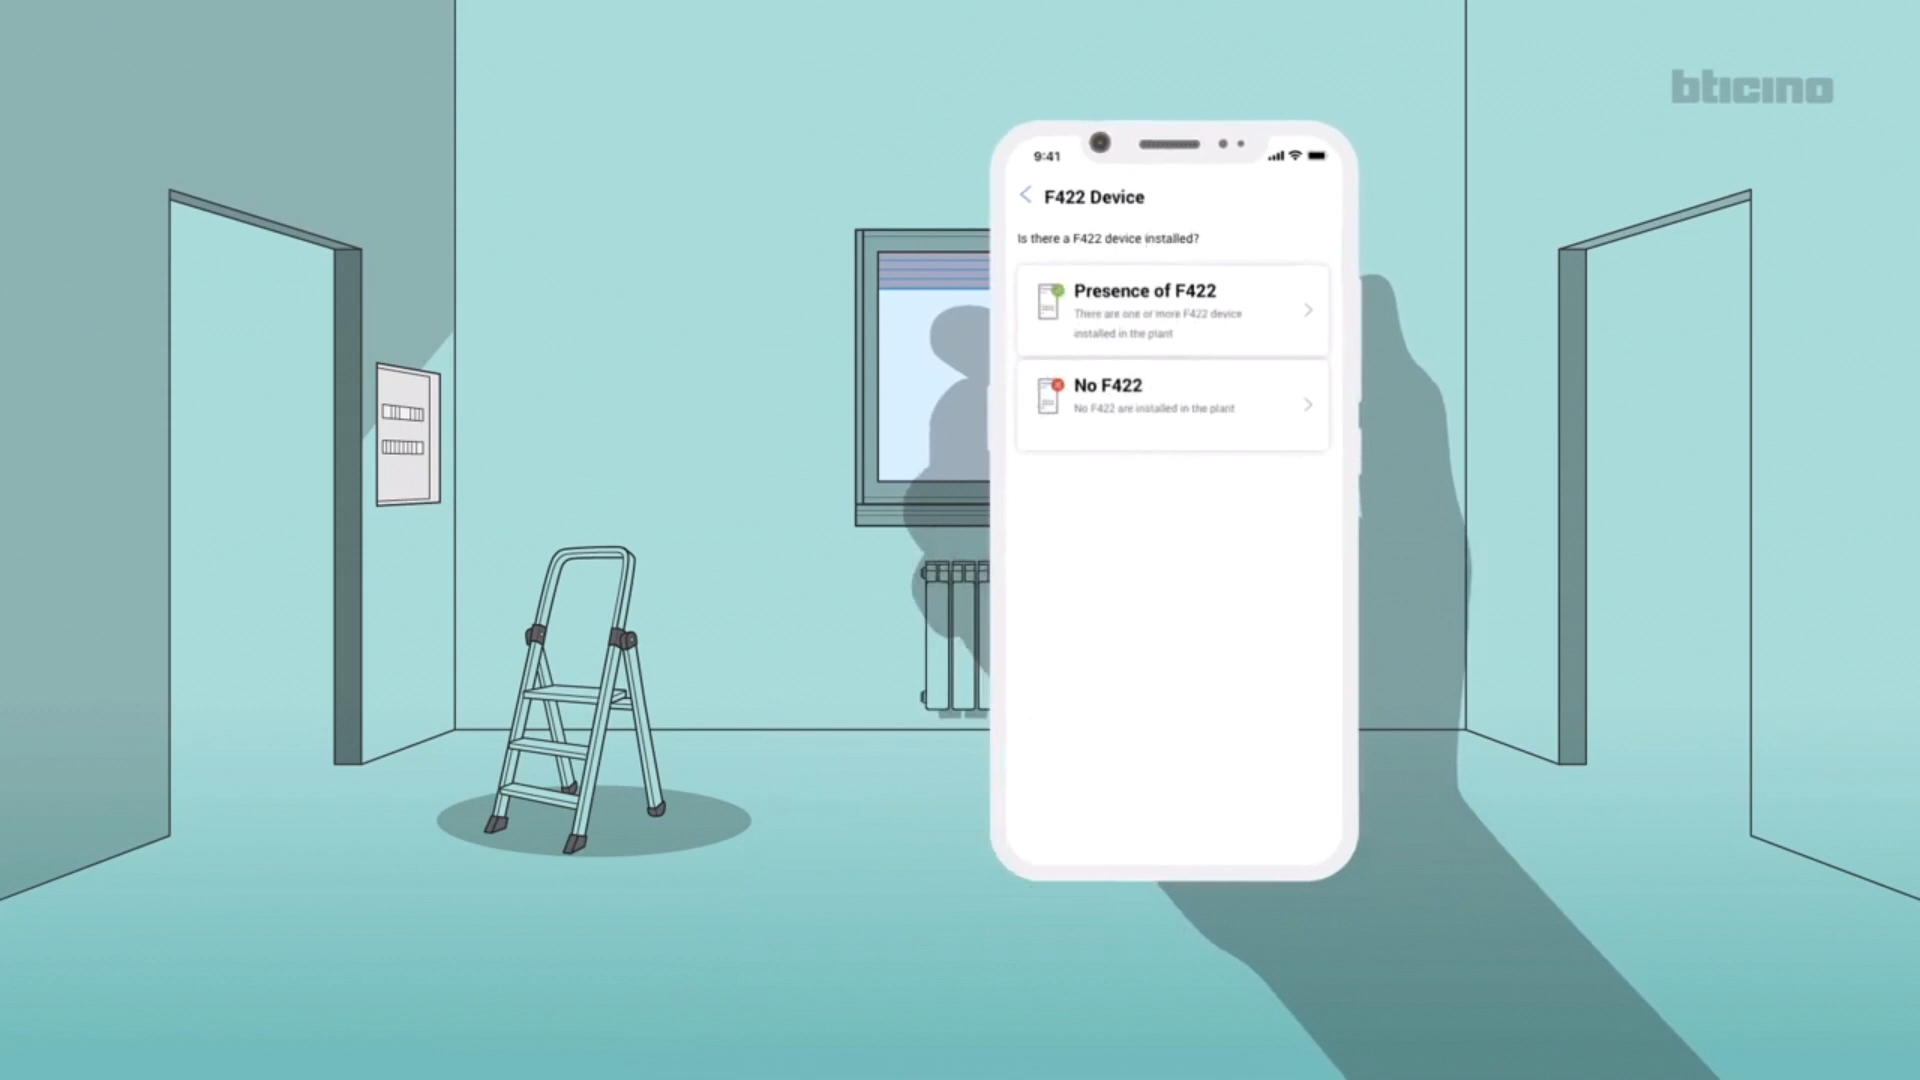 bticino
9:41
F422 Device
Is there a F422 device installed?
Presence of F422
There are one or more F422 device
installed in the plant
No F422
No F422 are installed in the plant